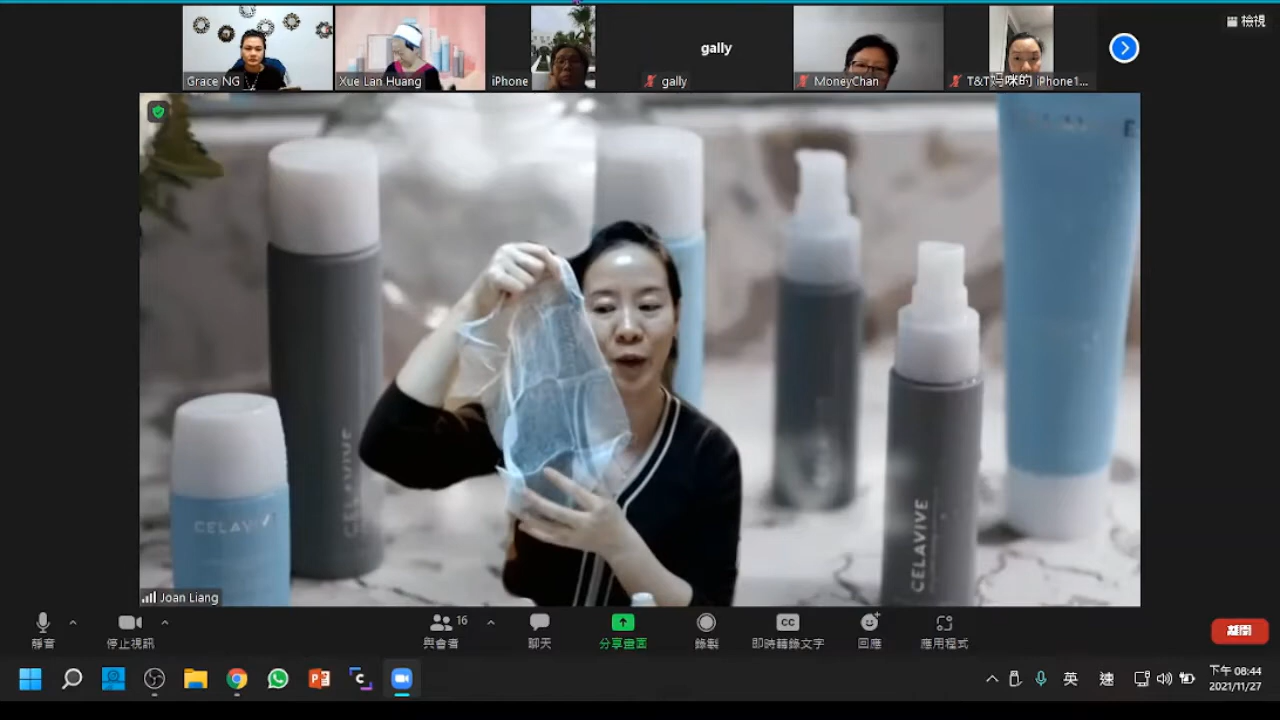 檢視
gally
Grace NG
Xue Lan Huang
iPhone
gally
MoneyChan
T&T媽咪的 iPhone1...
CELAVIVE
CELAVIVE
CELAVIVE
Joan Liang
16
靜音
停止視訊
與會者
聊天
分享畫面
錄製
CC
即時轉錄文字
回應
應用程式
離開
英
速
下午 08:44
2021/11/27